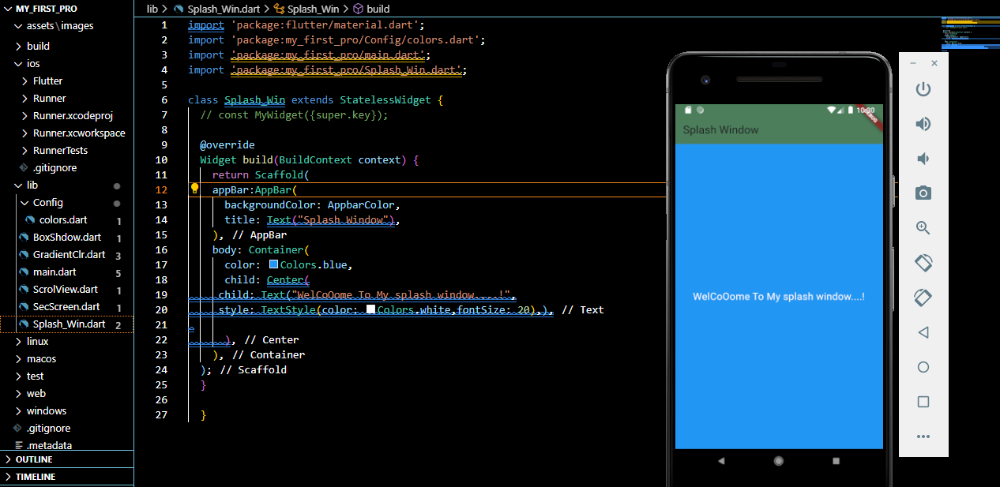 MY_FIRST_PRO
assets\images
build
ios
Flutter
Runner
Runner.xcodeproj
Runner.xcworkspace
RunnerTests
.gitignore
lib
Config
colors.dart 1
BoxShdow.dart 1
GradientClr.dart 3
main.dart 5
ScrolView.dart 1
SecScreen.dart 1
Splash_Win.dart 2
linux
macos
test
web
windows
.gitignore
.metadata
OUTLINE
TIMELINE
lib > Splash_Win.dart > Splash_Win > build
1 import 'package:flutter/material.dart';
2 import 'package:my_first_pro/Config/colors.dart';
3 import 'package:my_first_pro/main.dart';
4 import 'package:my_first_pro/Splash_Win.dart';
5
6 class Splash_Win extends StatelessWidget {
7 // const MyWidget({super.key});
8
9 @override
10 Widget build(BuildContext context) {
11 return Scaffold(
12 appBar:AppBar(
13 backgroundColor: AppbarColor,
14 title: Text("Splash Window"),
15 ), // AppBar
16 body: Container(
17 color: Colors.blue,
18 child: Center(
19 child: Text("WelCoOome To My splash window....!",
20 style: TextStyle(color: Colors.white,fontSize: 20),), // Text
21
22 ), // Center
23 ), // Container
24 ); // Scaffold
25 }
26
27 }
10:30
DEBUG
Splash Window
WelCoOome To My splash window....!